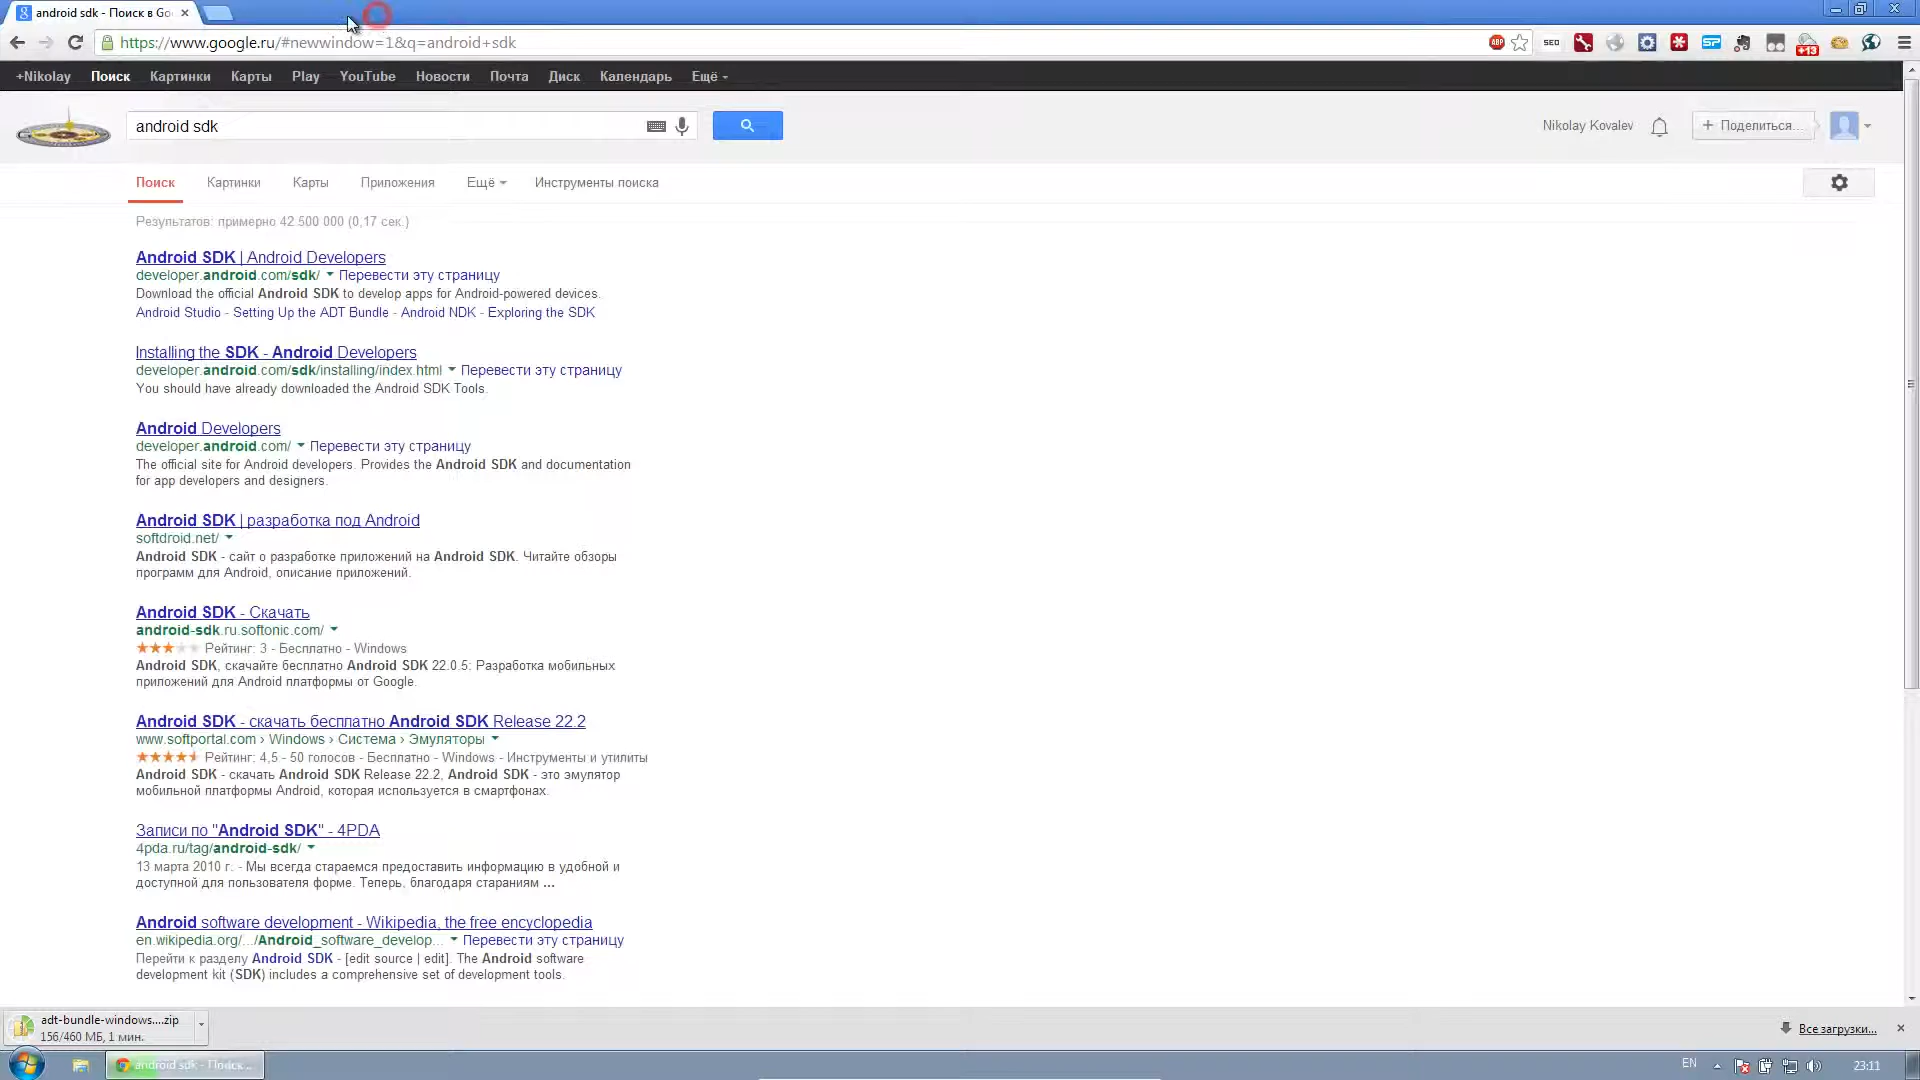 android sdk - Поиск в Go
https://www.google.ru/#newwindow=1&q=android+sdk
ABP
SEO
SP
+13
+Nikolay Поиск Картинки Карты Play YouTube Новости Почта Диск Календарь Ещё
android sdk
Nikolay Kovalev
+ Поделиться...
Поиск Картинки Карты Приложения Ещё Инструменты поиска
Результатов: примерно 42 500 000 (0,17 сек.)
Android SDK | Android Developers
developer.android.com/sdk/ Перевести эту страницу
Download the official Android SDK to develop apps for Android-powered devices.
Android Studio - Setting Up the ADT Bundle - Android NDK - Exploring the SDK
Installing the SDK - Android Developers
developer.android.com/sdk/installing/index.html Перевести эту страницу
You should have already downloaded the Android SDK Tools.
Android Developers
developer.android.com/ Перевести эту страницу
The official site for Android developers. Provides the Android SDK and documentation
for app developers and designers.
Android SDK | разработка под Android
softdroid.net/
Android SDK - сайт о разработке приложений на Android SDK. Читайте обзоры
программ для Android, описание приложений.
Android SDK - Скачать
android-sdk.ru.softonic.com/
Рейтинг: 3 - Бесплатно - Windows
Android SDK, скачайте бесплатно Android SDK 22.0.5: Разработка мобильных
приложений для Android платформы от Google.
Android SDK - скачать бесплатно Android SDK Release 22.2
www.softportal.com › Windows › Система › Эмуляторы
Рейтинг: 4,5 - 50 голосов - Бесплатно - Windows - Инструменты и утилиты
Android SDK - скачать Android SDK Release 22.2, Android SDK - это эмулятор
мобильной платформы Android, которая используется в смартфонах.
Записи по "Android SDK" - 4PDA
4pda.ru/tag/android-sdk/
13 марта 2010 г. - Мы всегда стараемся предоставить информацию в удобной и
доступной для пользователя форме. Теперь, благодаря стараниям ...
Android software development - Wikipedia, the free encyclopedia
en.wikipedia.org/.../Android_software_develop... Перевести эту страницу
Перейти к разделу Android SDK - [edit source | edit]. The Android software
development kit (SDK) includes a comprehensive set of development tools.
adt-bundle-windows....zip
156/460 МБ, 1 мин.
Все загрузки...
android sdk - Поиск ...
EN
23:11